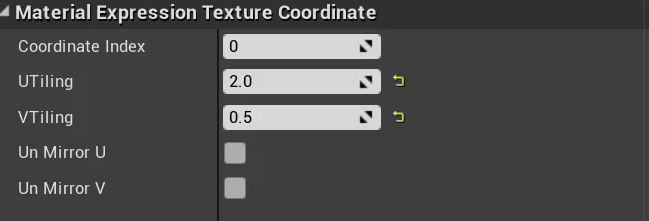 Material Expression Texture Coordinate
Coordinate Index 0
UTiling 2.0
VTiling 0.5
Un Mirror U
Un Mirror V